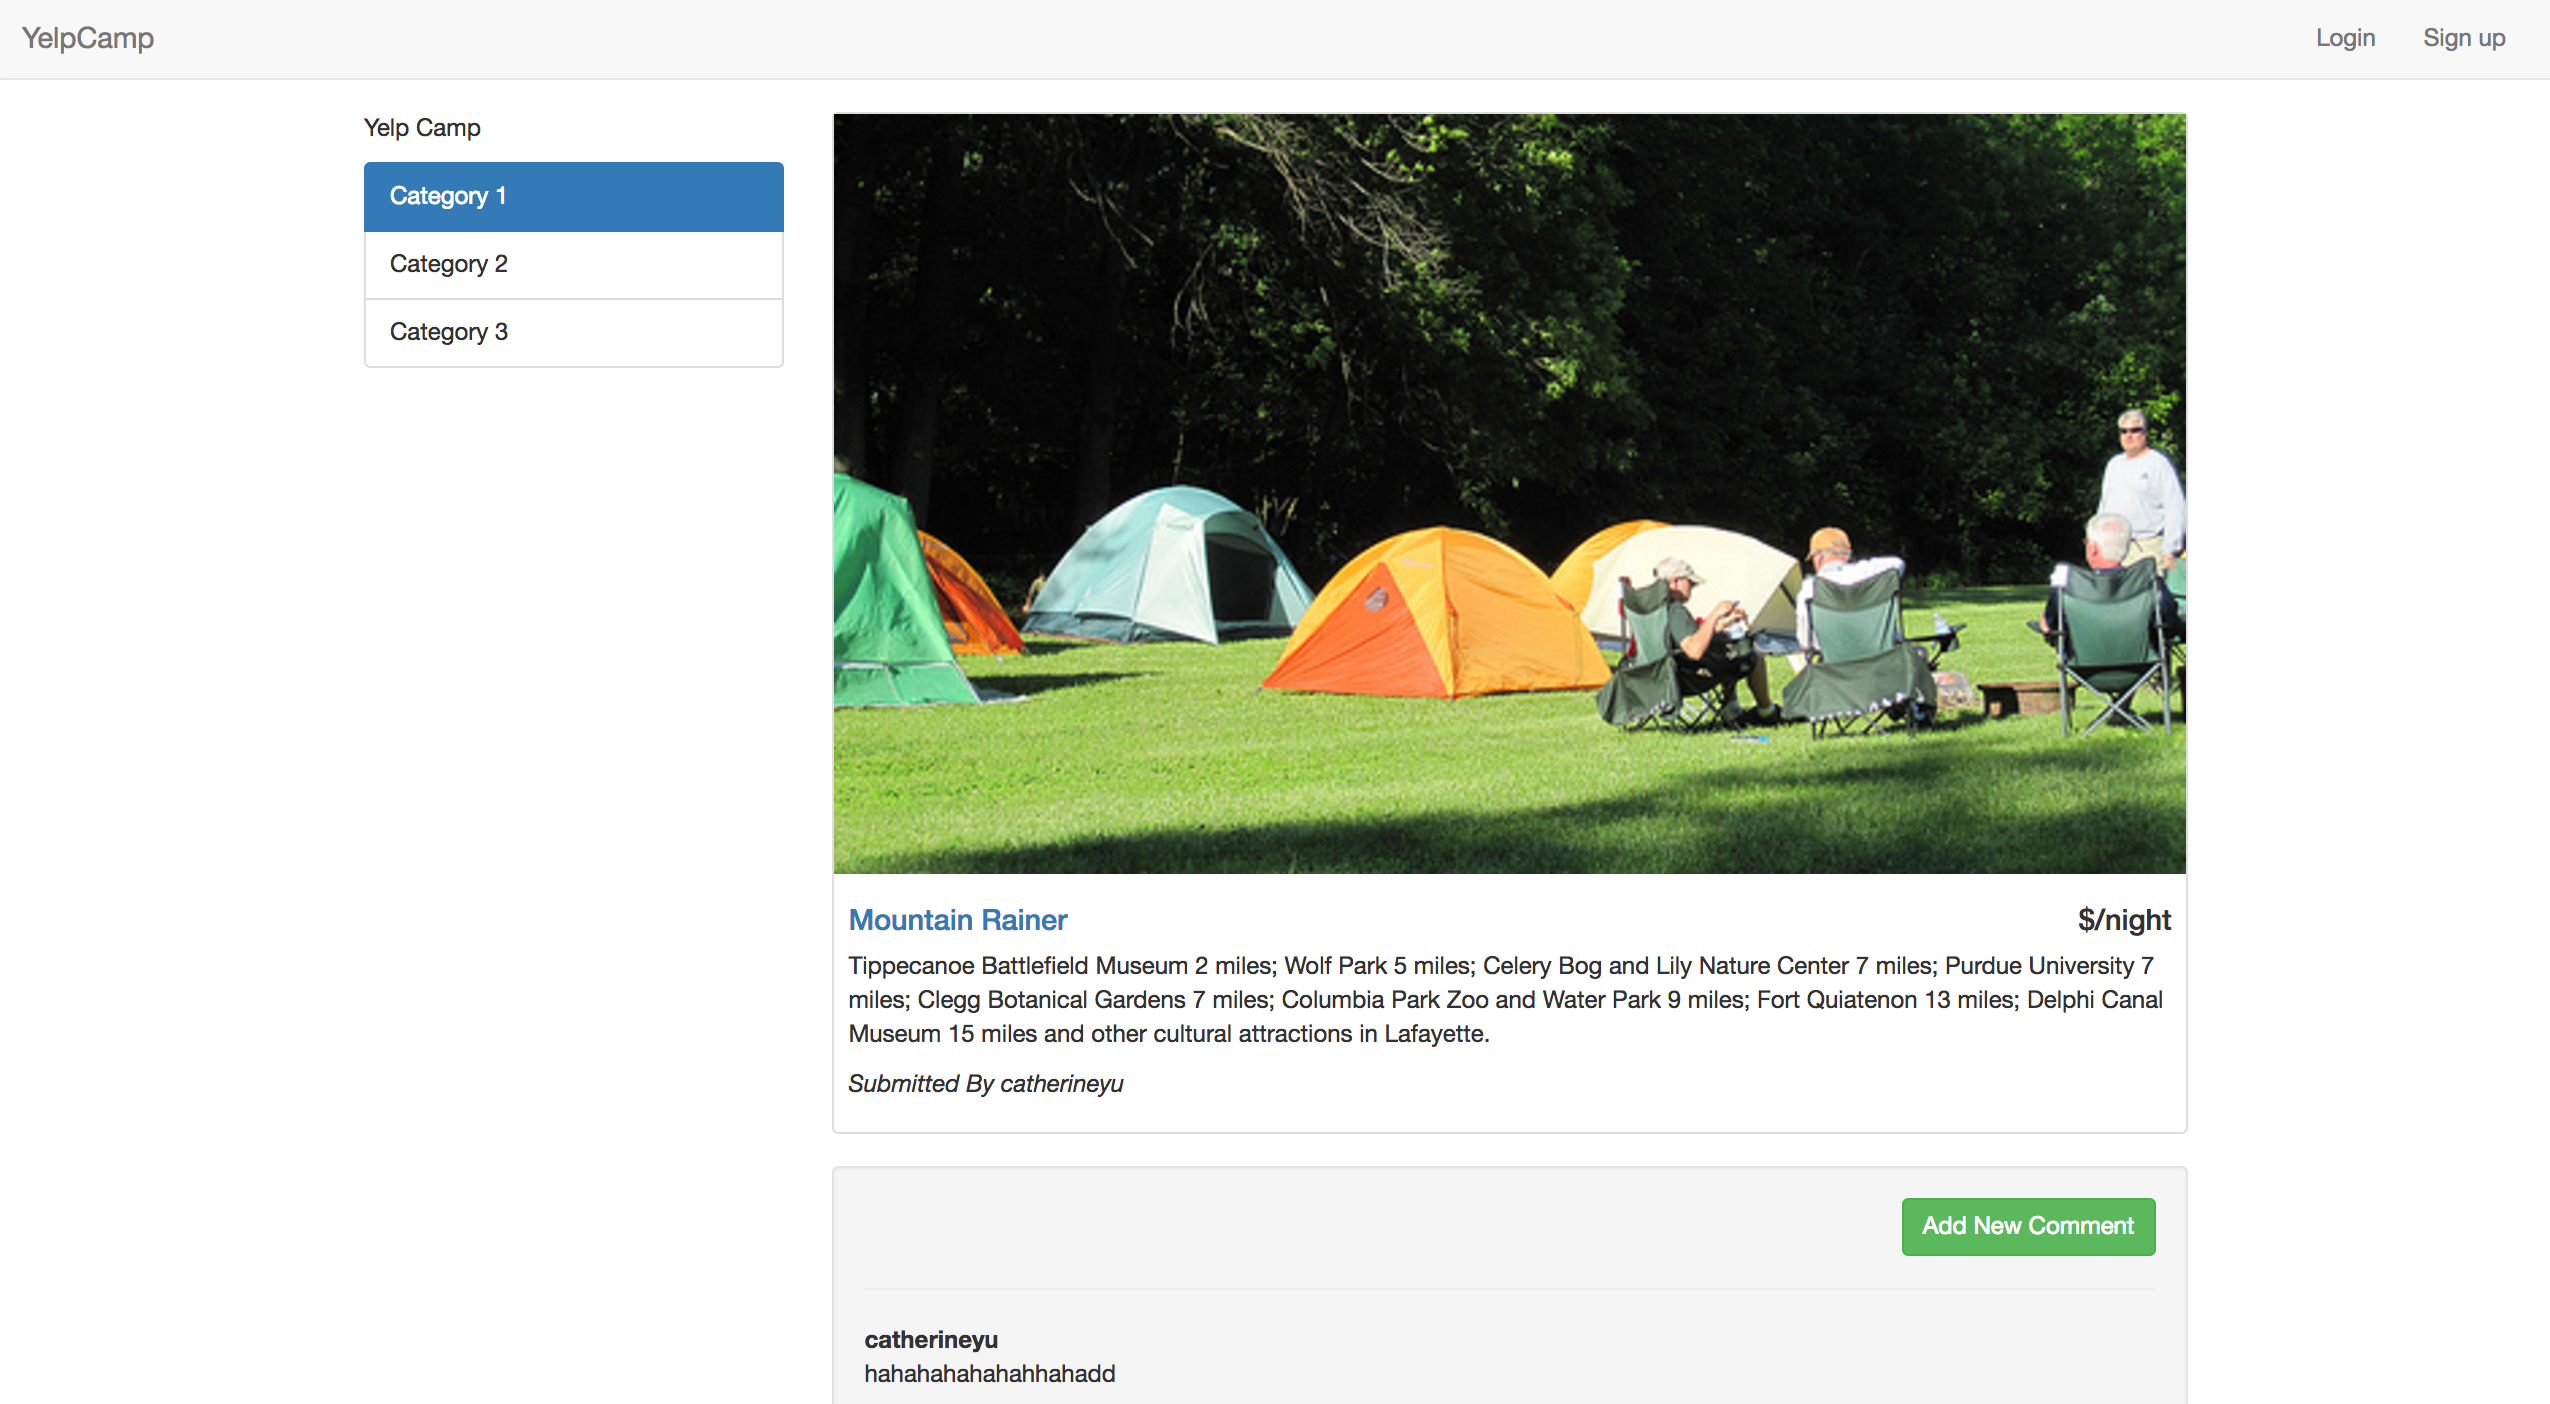 YelpCamp
Login
Sign up
Yelp Camp
Category 1
Category 2
Category 3
Mountain Rainer
$/night
Tippecanoe Battlefield Museum 2 miles; Wolf Park 5 miles; Celery Bog and Lily Nature Center 7 miles; Purdue University 7
miles; Clegg Botanical Gardens 7 miles; Columbia Park Zoo and Water Park 9 miles; Fort Quiatenon 13 miles; Delphi Canal
Museum 15 miles and other cultural attractions in Lafayette.
Submitted By catherineyu
Add New Comment
catherineyu
hahahahahahahhahadd